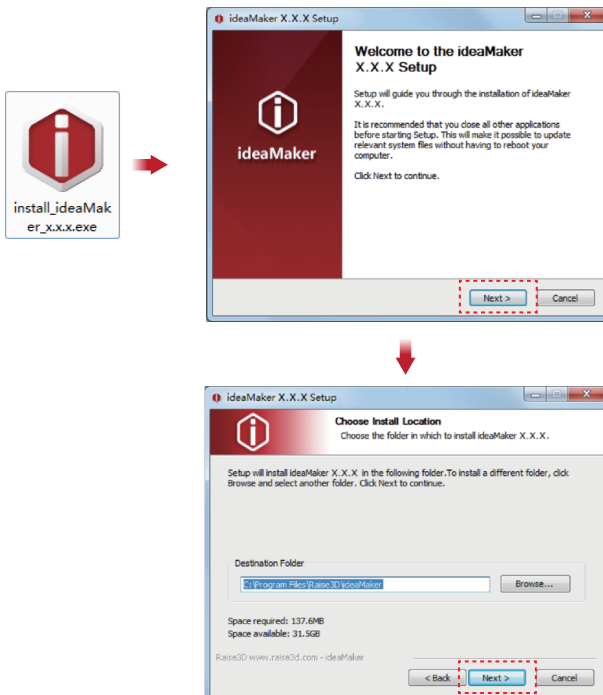 ideaMaker X.X.X Setup
Welcome to the ideaMaker
X.X.X Setup
Setup will guide you through the installation of ideaMaker
X.X.X.
It is recommended that you close all other applications
before starting Setup. This will make it possible to update
relevant system files without having to reboot your
computer.
Click Next to continue.
ideaMaker
install_ideaMak
er_x.x.x.exe
Next >
Cancel
ideaMaker X.X.X Setup
Choose Install Location
Choose the folder in which to install ideaMaker X.X.X.
Setup will install ideaMaker X.X.X in the following folder.To install a different folder, click
Browse and select another folder. Click Next to continue.
Destination Folder
C:\Program Files\Raise3D\ideaMaker
Browse...
Space required: 137.6MB
Space available: 31.5GB
Raise3D www.raise3d.com - ideaMaker
< Back
Next >
Cancel